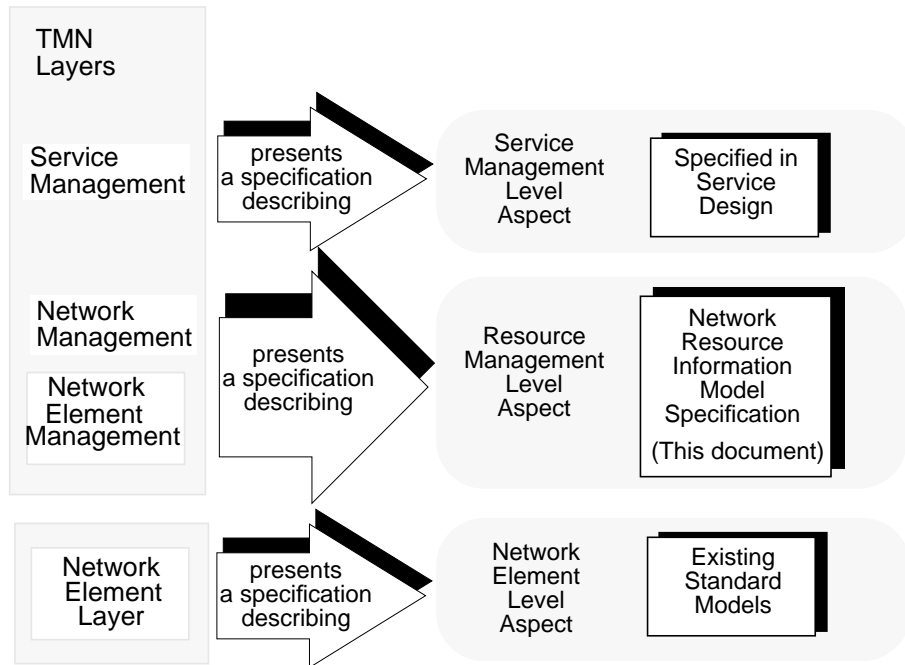 TMN
Layers
Service
Management
presents
a specification
describing
Service
Management
Level
Aspect
Specified in
Service
Design
Network
Management
Network
Element
Management
presents
a specification
describing
Resource
Management
Level
Aspect
Network
Resource
Information
Model
Specification
(This document)
Network
Element
Layer
presents
a specification
describing
Network
Element
Level
Aspect
Existing
Standard
Models